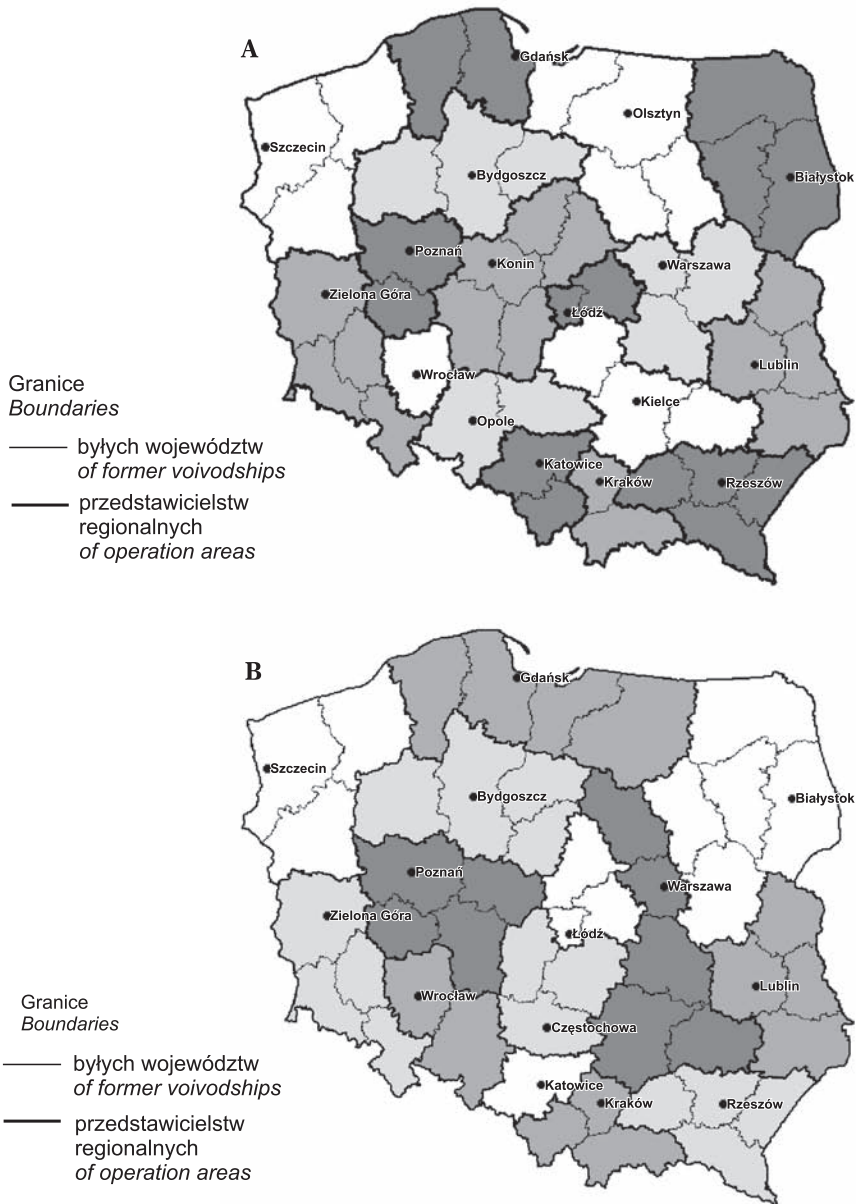 A
Gdańsk
Olsztyn
Szczecin
Bydgoszcz
Białystok
Poznań
Konin
Warszawa
Zielona Góra
Łódź
Lublin
Wrocław
Kielce
Opole
Katowice
Kraków
Rzeszów
Granice
Boundaries
byłych województw
of former voivodships
przedstawicielstw
regionalnych
of operation areas
B
Gdańsk
Szczecin
Bydgoszcz
Białystok
Poznań
Warszawa
Zielona Góra
Łódź
Lublin
Wrocław
Częstochowa
Katowice
Kraków
Rzeszów
Granice
Boundaries
byłych województw
of former voivodships
przedstawicielstw
regionalnych
of operation areas